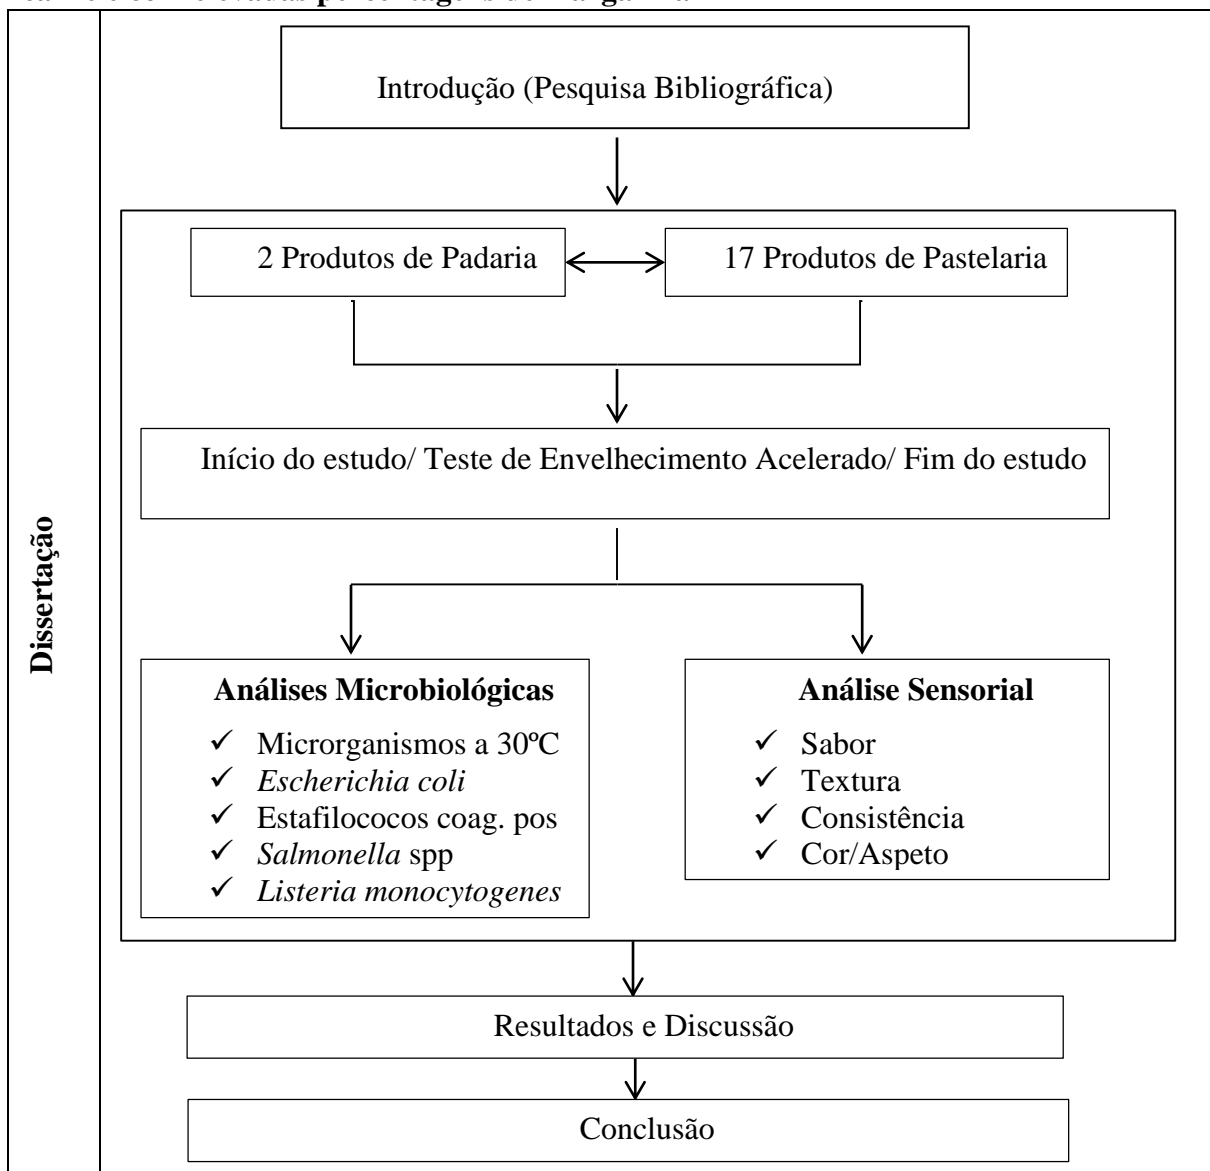 Introdução (Pesquisa Bibliográfica)
2 Produtos de Padaria
17 Produtos de Pastelaria
Início do estudo/ Teste de Envelhecimento Acelerado/ Fim do estudo
Dissertação
Análises Microbiológicas
✓ Microrganismos a 30ºC
✓ Escherichia coli
✓ Estafilococos coag. pos
✓ Salmonella spp
✓ Listeria monocytogenes
Análise Sensorial
✓ Sabor
✓ Textura
✓ Consistência
✓ Cor/Aspeto
Resultados e Discussão
Conclusão